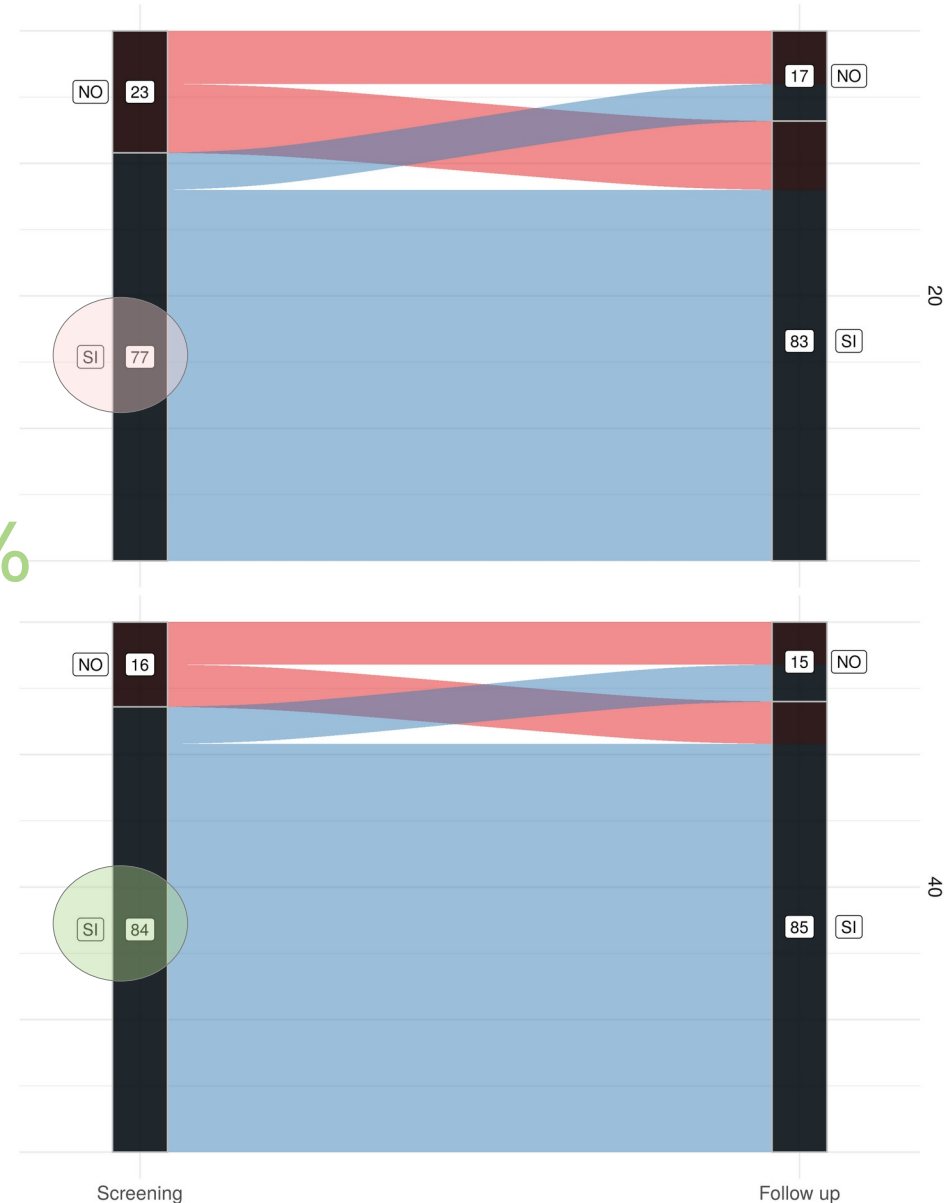 NO 23
17 NO
SI 77
83 SI
20
%
NO 16
15 NO
SI 84
85 SI
40
Screening Follow up